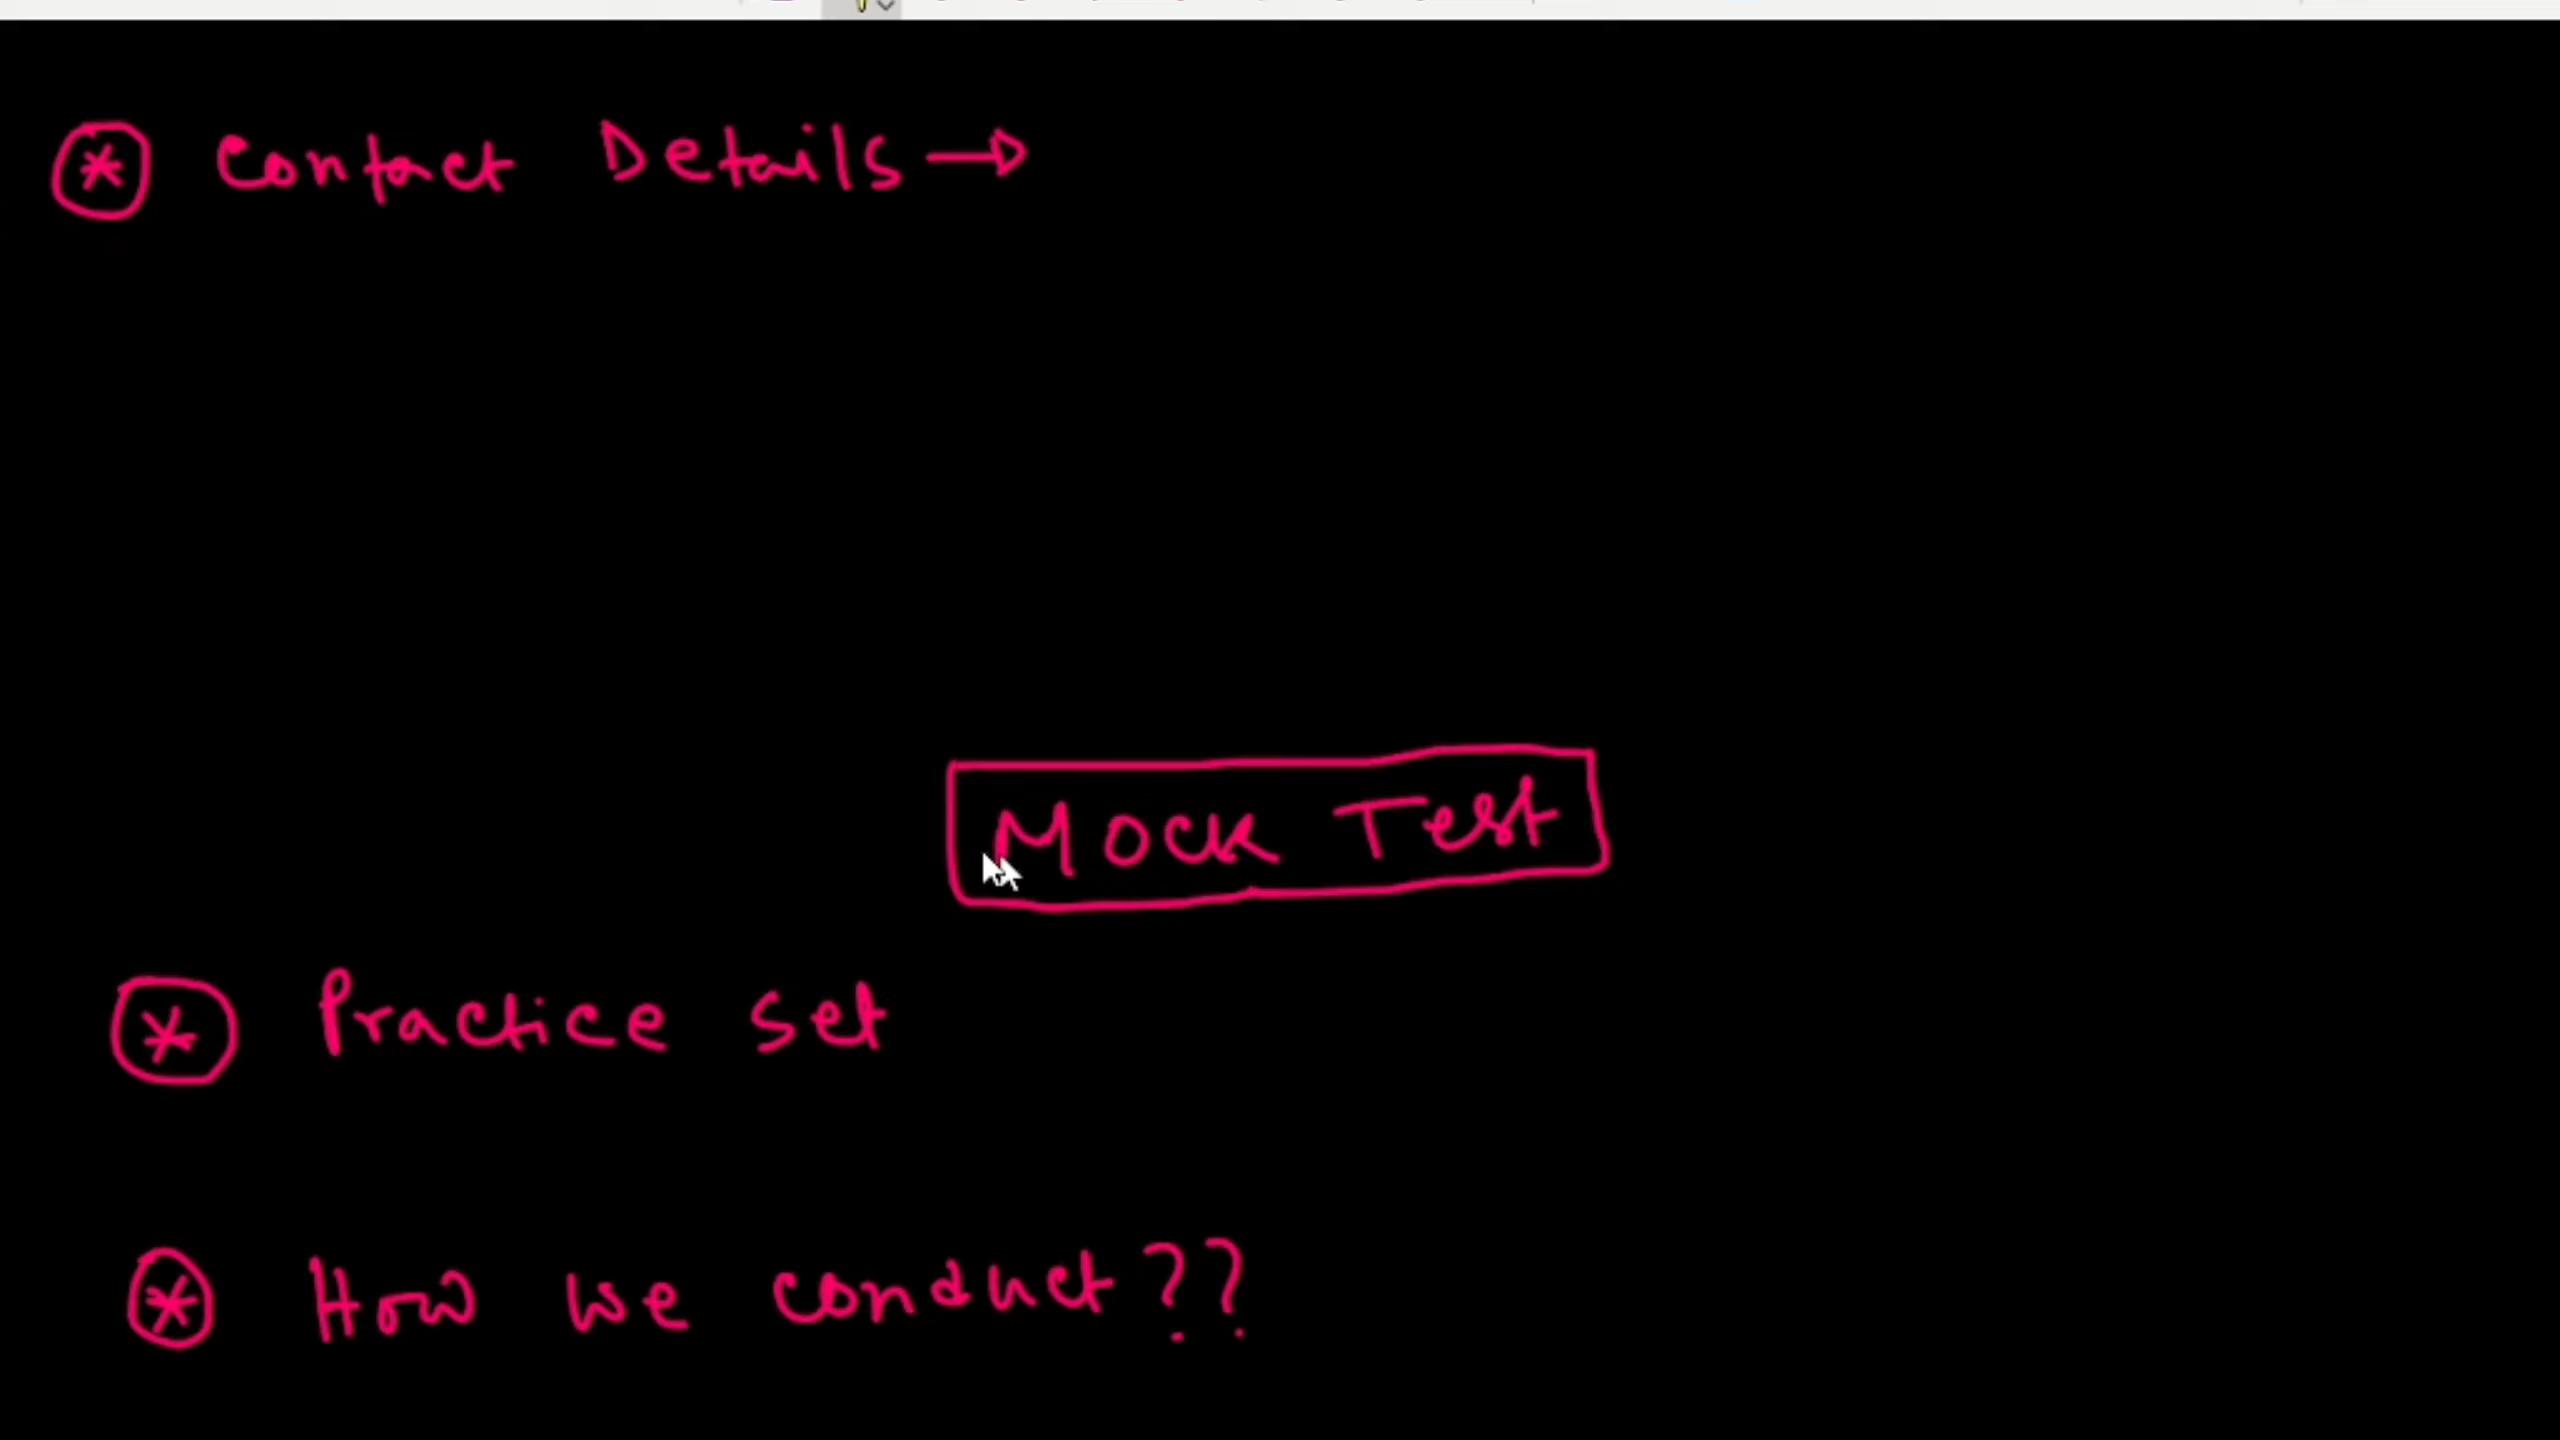 * Contact Details →
Mock Test
* Practice set
* How we conduct??